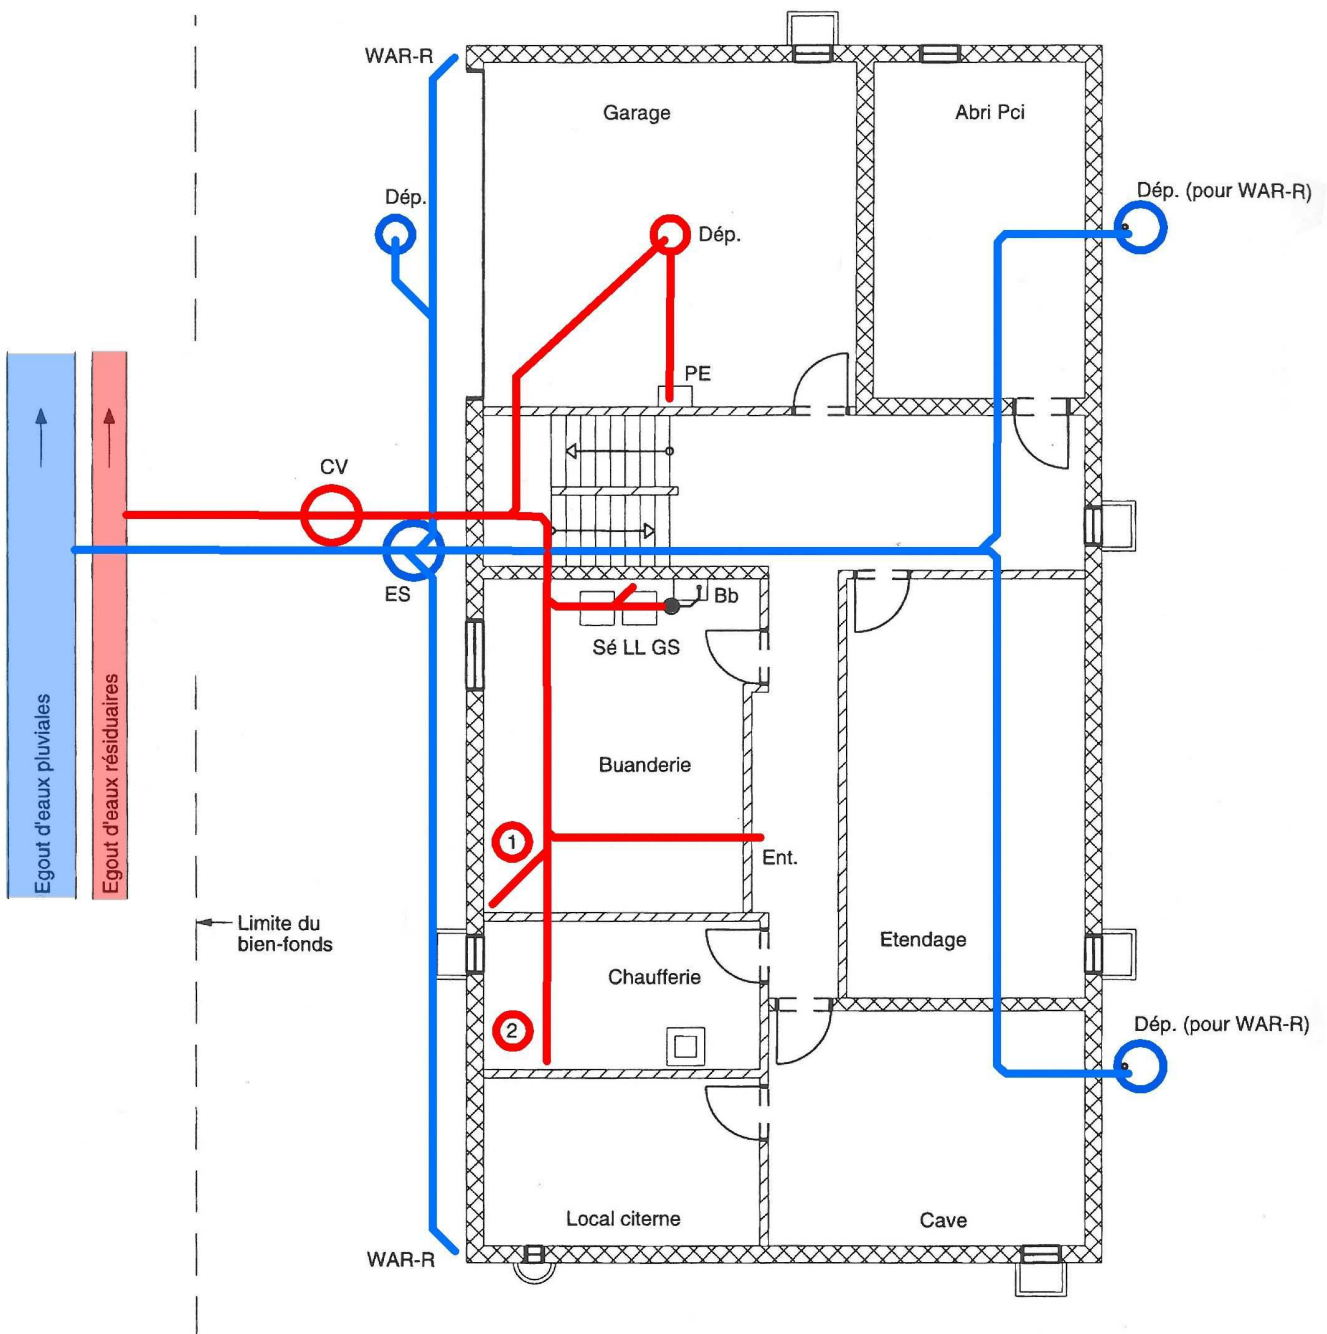 WAR-R
Garage
Abri Pci
Dép.
Dép.
Dép. (pour WAR-R)
PE
CV
ES
Bb
Sé LL GS
Egout d'eaux pluviales
Egout d'eaux résiduaires
Buanderie
1
Ent.
Limite du
bien-fonds
Etendage
Chaufferie
2
Dép. (pour WAR-R)
Local citerne
Cave
WAR-R